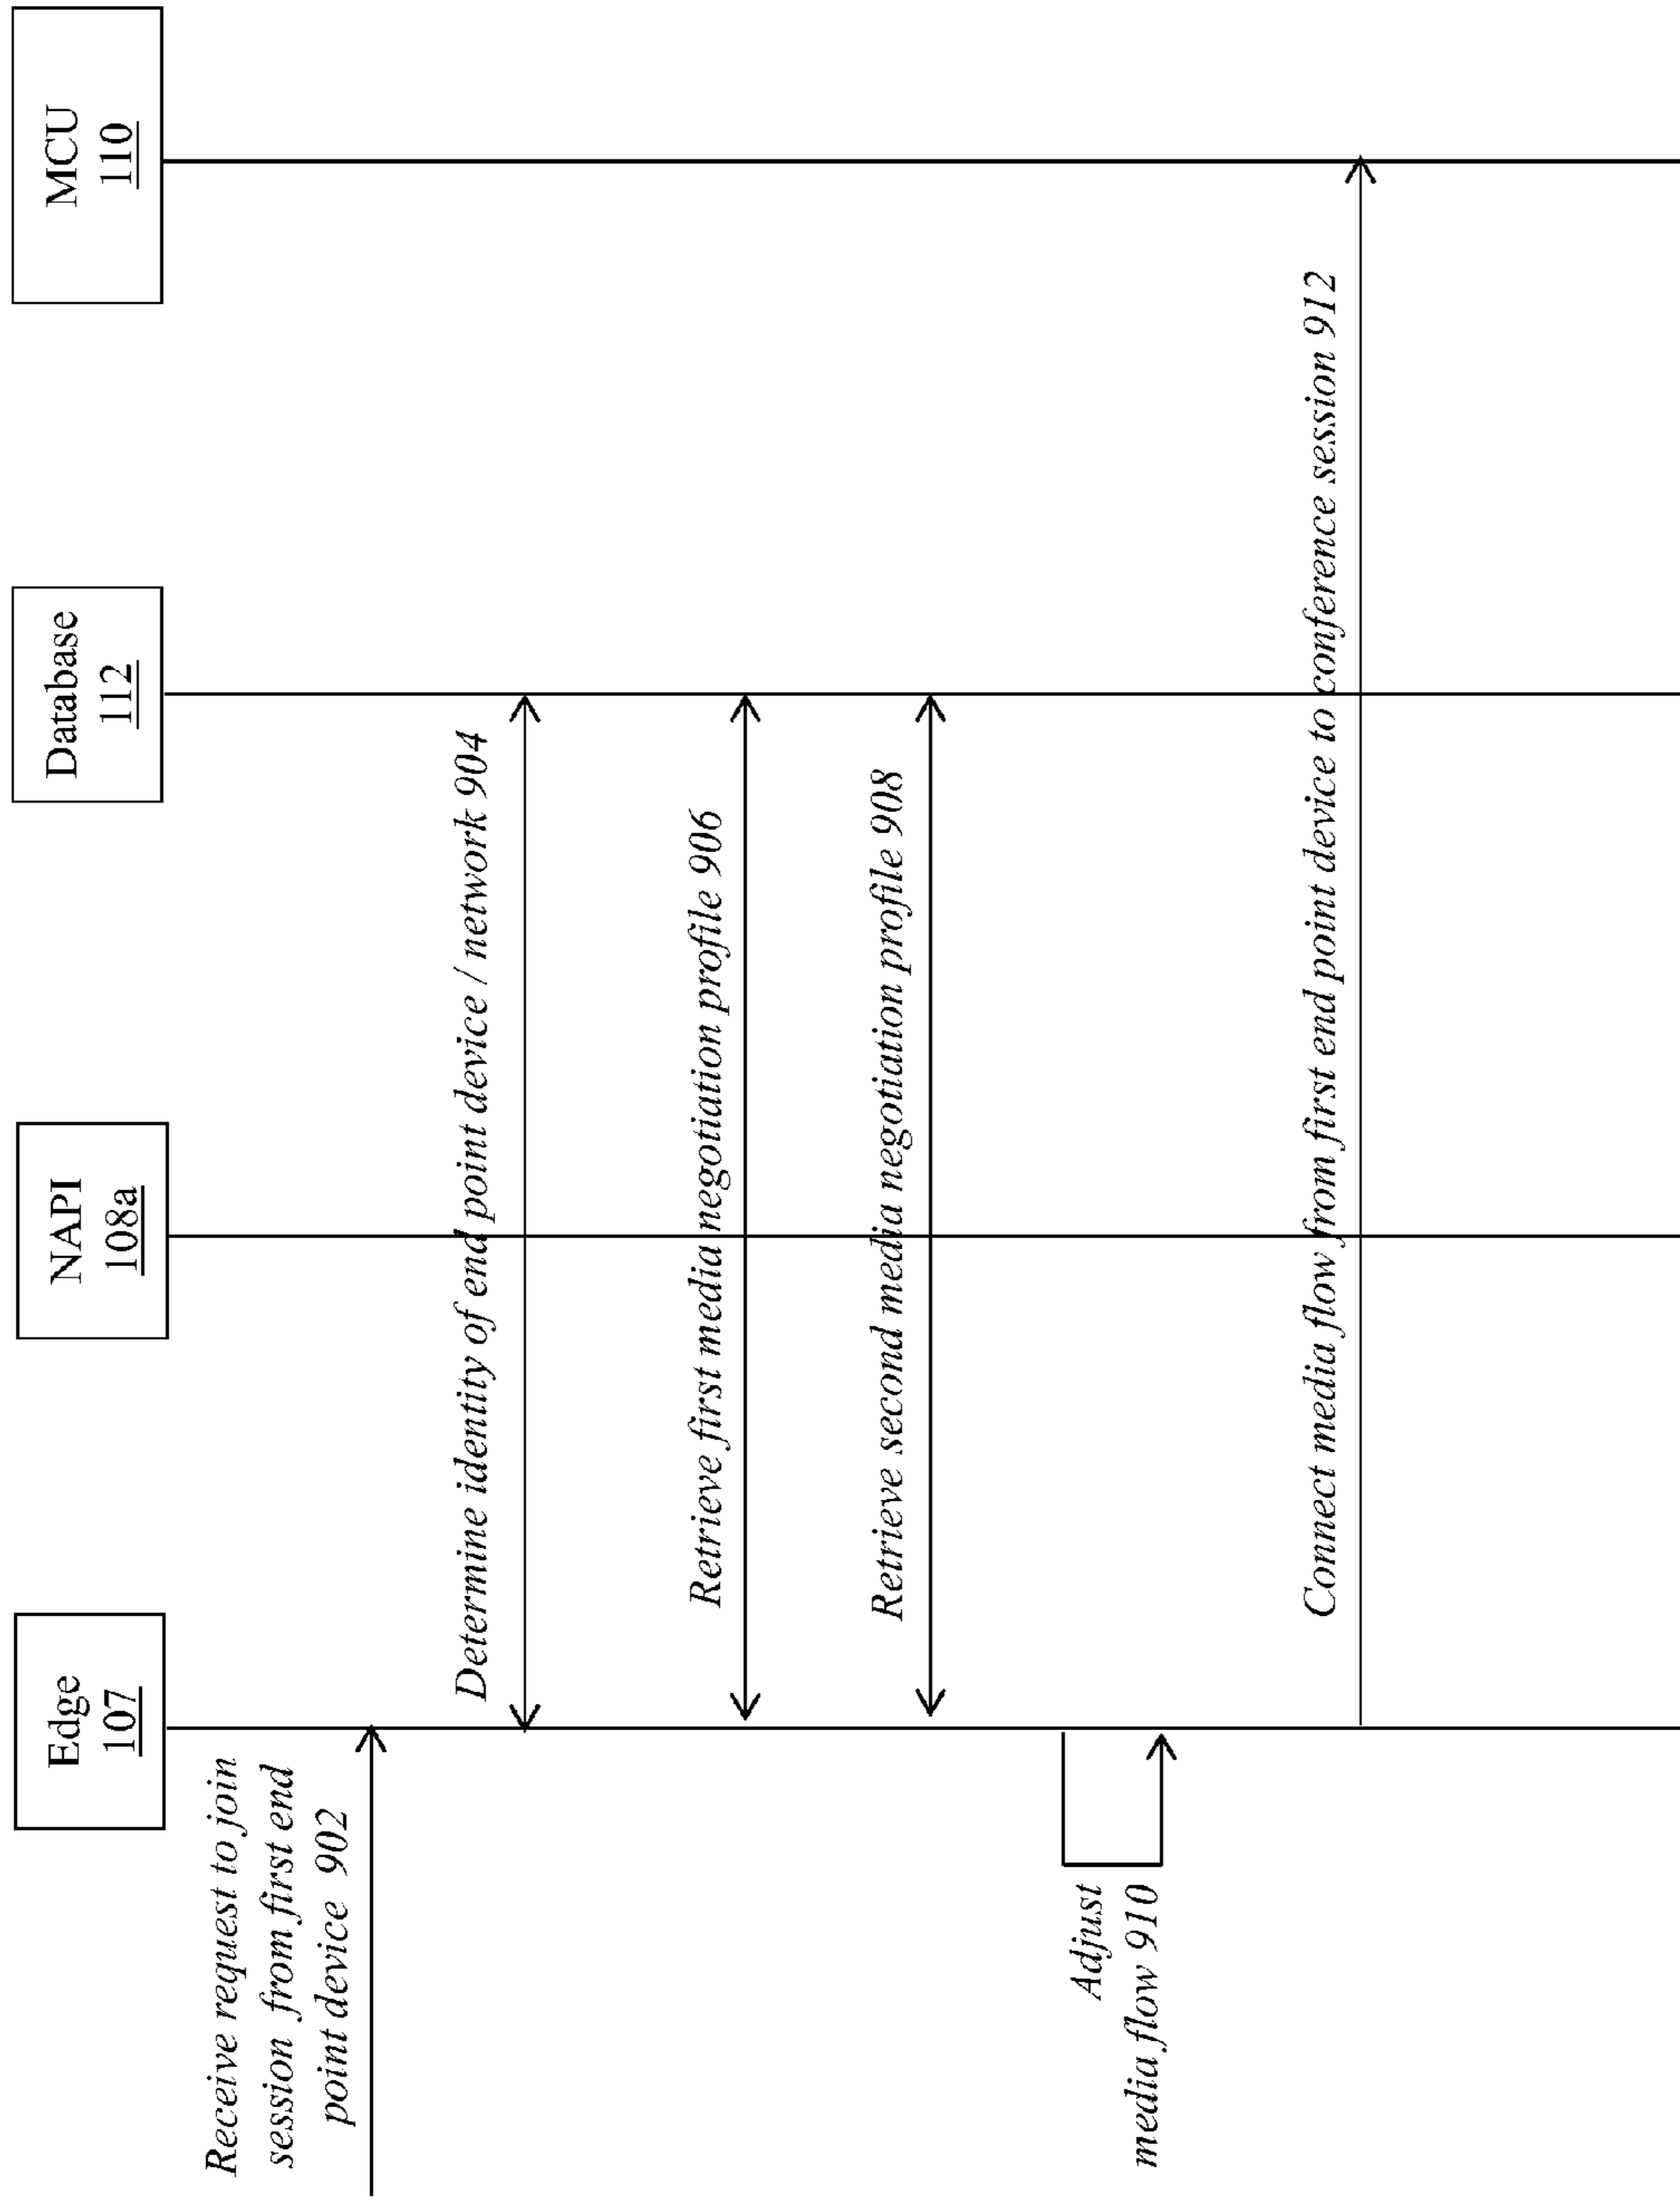 Edge
107
NAPI
108a
Database
112
MCU
110
Receive request to join
session from first end
point device 902
Determine identity of end point device / network 904
Retrieve first media negotiation profile 906
Retrieve second media negotiation profile 908
Adjust
media flow 910
Connect media flow from first end point device to conference session 912